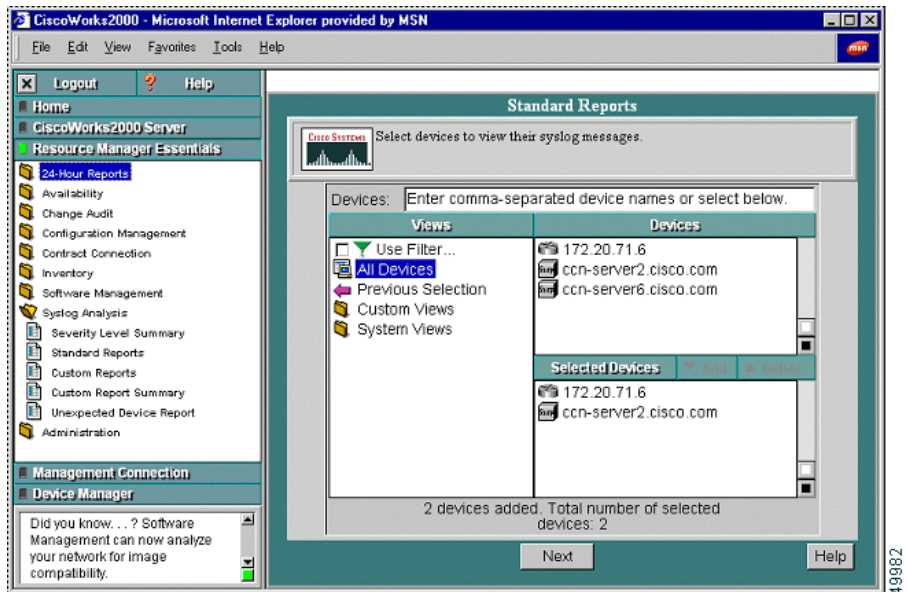 CiscoWorks2000 - Microsoft Internet Explorer provided by MSN
File Edit View Favorites Tools Help
msn
Logout ? Help
Home
CiscoWorks2000 Server
Resource Manager Essentials
24-Hour Reports
Availability
Change Audit
Configuration Management
Contract Connection
Inventory
Software Management
Syslog Analysis
Severity Level Summary
Standard Reports
Custom Reports
Custom Report Summary
Unexpected Device Report
Administration
Management Connection
Device Manager
Did you know. . . ? Software
Management can now analyze
your network for image
compatibility.
Standard Reports
CISCO SYSTEMS
Select devices to view their syslog messages.
Devices: Enter comma-separated device names or select below.
Views
Use Filter...
All Devices
Previous Selection
Custom Views
System Views
Devices
172.20.71.6
ccn-server2.cisco.com
ccn-server6.cisco.com
Selected Devices Add Delete
172.20.71.6
ccn-server2.cisco.com
2 devices added. Total number of selected
devices: 2
Next
Help
49982